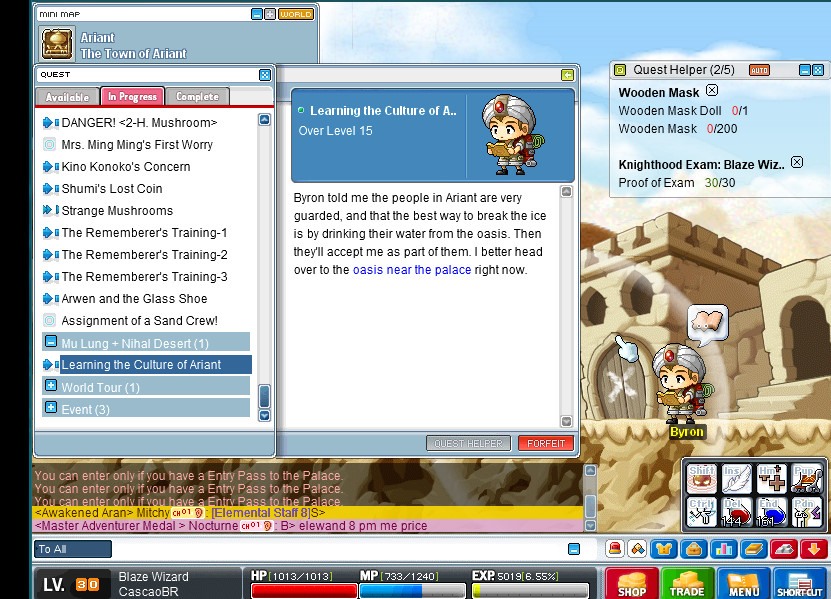 MINI MAP
WORLD
Ariant
The Town of Ariant
QUEST
Available
In Progress
Complete
DANGER! <2-H. Mushroom>
Mrs. Ming Ming's First Worry
Kino Konoko's Concern
Shumi's Lost Coin
Strange Mushrooms
The Rememberer's Training-1
The Rememberer's Training-2
The Rememberer's Training-3
Arwen and the Glass Shoe
Assignment of a Sand Crew!
Mu Lung + Nihal Desert (1)
Learning the Culture of Ariant
World Tour (1)
Event (3)
Learning the Culture of A..
Over Level 15
Byron told me the people in Ariant are very
guarded, and that the best way to break the ice
is by drinking their water from the oasis. Then
they'll accept me as part of them. I better head
over to the oasis near the palace right now.
QUEST HELPER
FORFEIT
Quest Helper (2/5)
AUTO
Wooden Mask
Wooden Mask Doll 0/1
Wooden Mask 0/200
Knighthood Exam: Blaze Wiz..
Proof of Exam 30/30
Byron
You can enter only if you have a Entry Pass to the Palace.
You can enter only if you have a Entry Pass to the Palace.
You can enter only if you have a Entry Pass to the Palace.
<Awakened Aran> Mitchy CH01 : [Elemental Staff 8]S>
<Master Adventurer Medal > Nocturne CH01 : B> elewand 8 pm me price
Shift
Ins
Hm
Pup
Ctrl
Del
144
End
161
Pdn
To All
LV. 30
Blaze Wizard
CascaoBR
HP [1013/1013]
MP [733/1240]
EXP. 5019[6.55%]
SHOP
TRADE
MENU
SHORTCUT